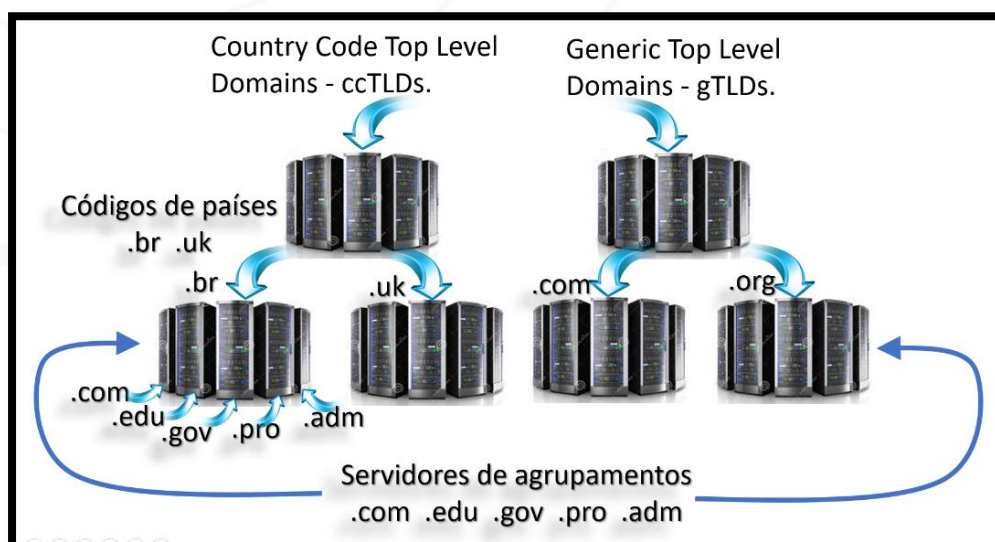 Country Code Top Level
Domains - ccTLDs.
Generic Top Level
Domains - gTLDs.
Códigos de países
.br .uk
.br
.uk
.com
.org
.com
.edu
.gov
.pro
.adm
Servidores de agrupamentos
.com .edu .gov .pro .adm